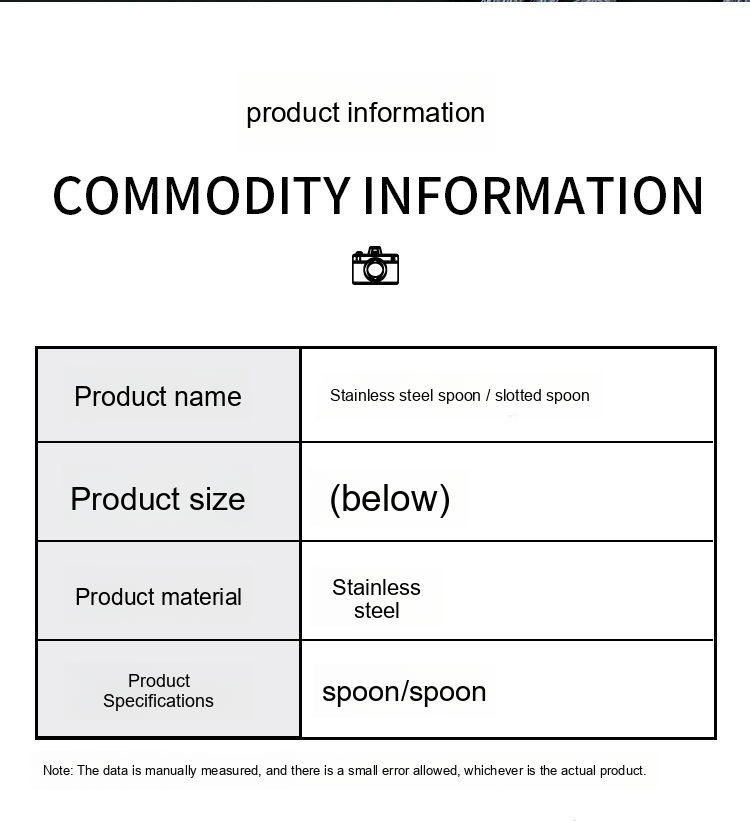 product information
COMMODITY INFORMATION
Product name
Stainless steel spoon / slotted spoon
Product size
(below)
Product material
Stainless
steel
Product
Specifications
spoon/spoon
Note: The data is manually measured, and there is a small error allowed, whichever is the actual product.